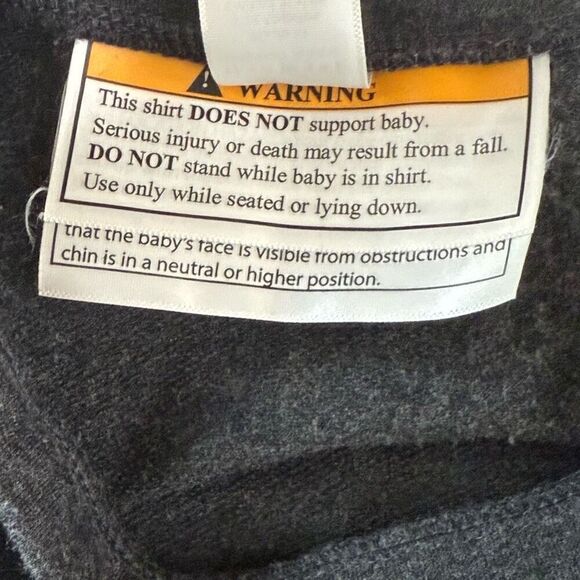 WARNING
This shirt DOES NOT support baby.
Serious injury or death may result from a fall.
DO NOT stand while baby is in shirt.
Use only while seated or lying down.
that the baby's face is visible from obstructions and
chin is in a neutral or higher position.